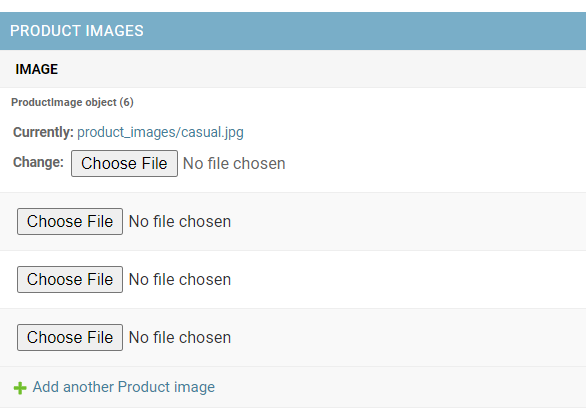 PRODUCT IMAGES
IMAGE
ProductImage object (6)
Currently: product_images/casual.jpg
Change: Choose File No file chosen
Choose File No file chosen
Choose File No file chosen
Choose File No file chosen
Add another Product image